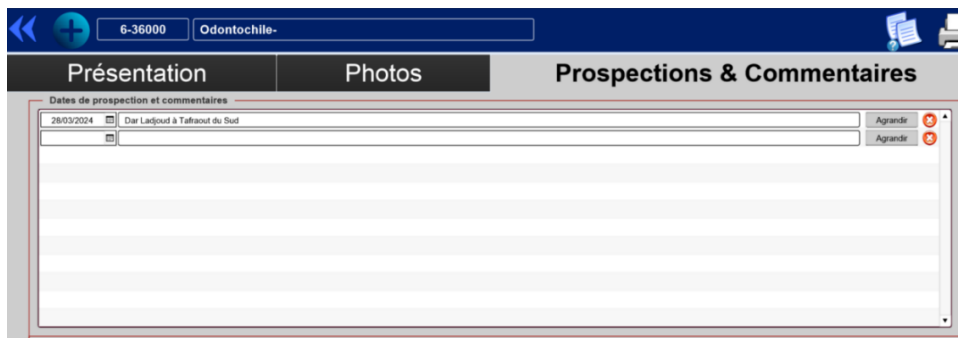 6-36000 Odontochile-
Présentation Photos Prospections & Commentaires
Dates de prospection et commentaires
28/03/2024 Dar Ladjoud à Tafraout du Sud Agrandir
Agrandir